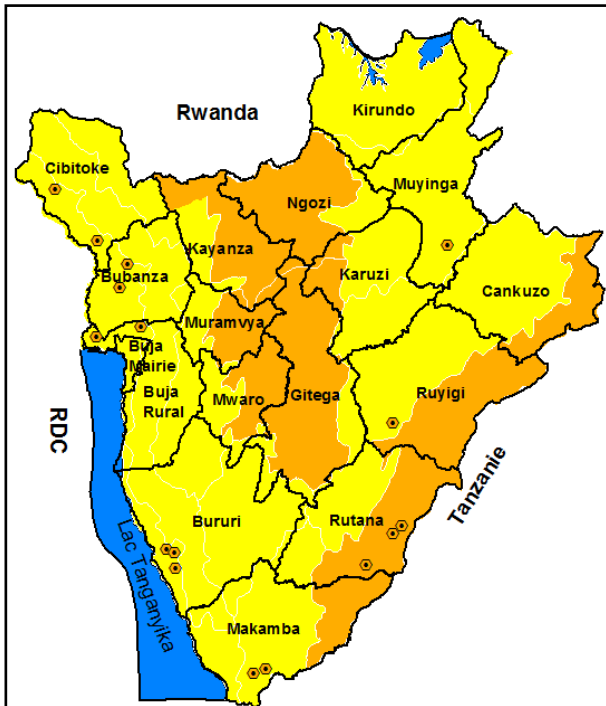 Kirundo
Rwanda
Cibitoke
Muyinga
Ngozi
Kayanza
Karuzi
Bubanza
Cankuzo
Muramvya
Buja
Mairie
Buja
Rural
Mwaro
Gitega
Ruyigi
RDC
Tanzanie
Bururi
Rutana
Lac Tanganyika
Makamba